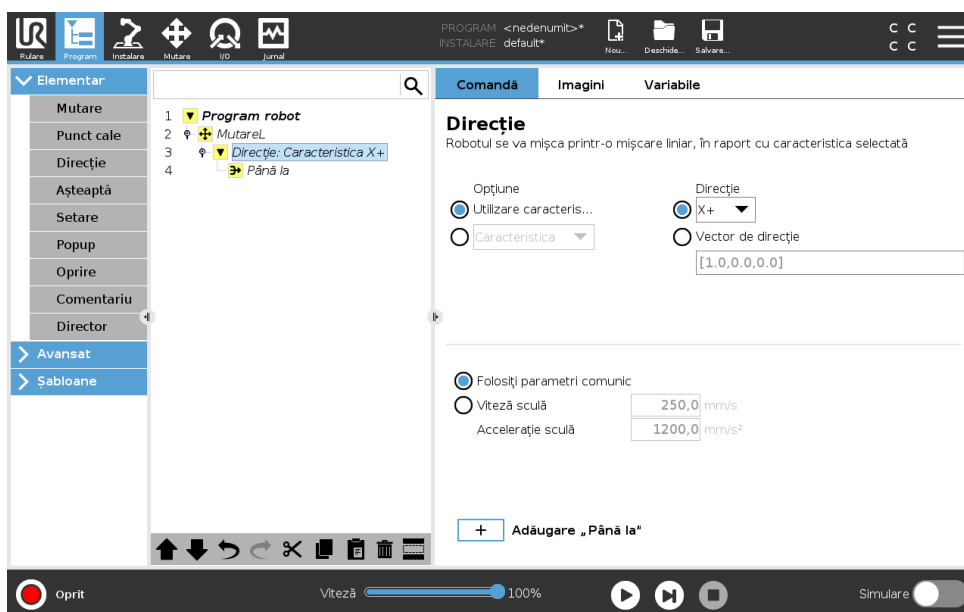 PROGRAM <nedenumit>*
INSTALARE default*
UR
Rulare
Program
Instalare
Mutare
I/O
Jurnal
Nou...
Deschide...
Salvare...
C C
C C
Elementar
Mutare
Punct cale
Direcție
Așteaptă
Setare
Popup
Oprire
Comentariu
Director
Avansat
Șabloane
1 Program robot
2 MutareL
3 Direcție: Caracteristica X+
4 Până la
Comandă
Imagini
Variabile
Direcție
Robotul se va mișca printr-o mișcare liniar, în raport cu caracteristica selectată
Opțiune
Utilizare caracteris...
Caracteristica
Direcție
X+
Vector de direcție
[1.0,0.0,0.0]
Folosiți parametri comunic
Viteză sculă 250,0 mm/s
Accelerație sculă 1200,0 mm/s²
+ Adăugare „Până la"
Oprit
Viteză 100%
Simulare